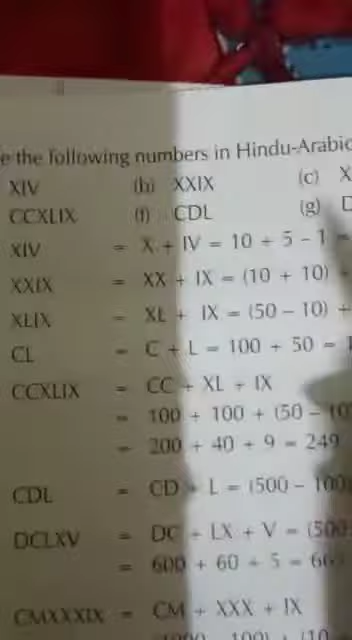 e the following numbers in Hindu-Arabic
XIV (b) XXIX (c) X
CCXLIX (f) CDL (g) D
XIV = X + IV = 10 + 5 – 1 =
XXIX = XX + IX = (10 + 10) +
XLIX = XL + IX = (50 – 10) +
CL = C + L = 100 + 50 = 1
CCXLIX = CC + XL + IX
= 100 + 100 + (50 – 10)
= 200 + 40 + 9 = 249
CDL = CD + L = (500 – 100)
DCLXV = DC + LX + V = (500
= 600 + 60 + 5 = 665
CMXXXIX = CM + XXX + IX